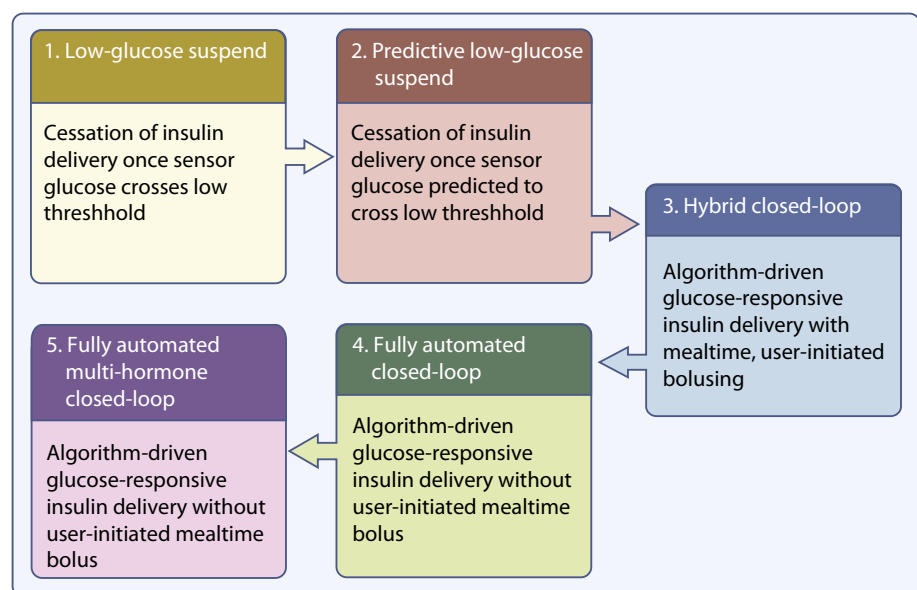 1. Low-glucose suspend
Cessation of insulin
delivery once sensor
glucose crosses low
threshhold
2. Predictive low-glucose
suspend
Cessation of insulin
delivery once sensor
glucose predicted to
cross low threshhold
3. Hybrid closed-loop
Algorithm-driven
glucose-responsive
insulin delivery with
mealtime, user-initiated
bolusing
4. Fully automated
closed-loop
Algorithm-driven
glucose-responsive
insulin delivery without
user-initiated mealtime
bolus
5. Fully automated
multi-hormone
closed-loop
Algorithm-driven
glucose-responsive
insulin delivery without
user-initiated mealtime
bolus